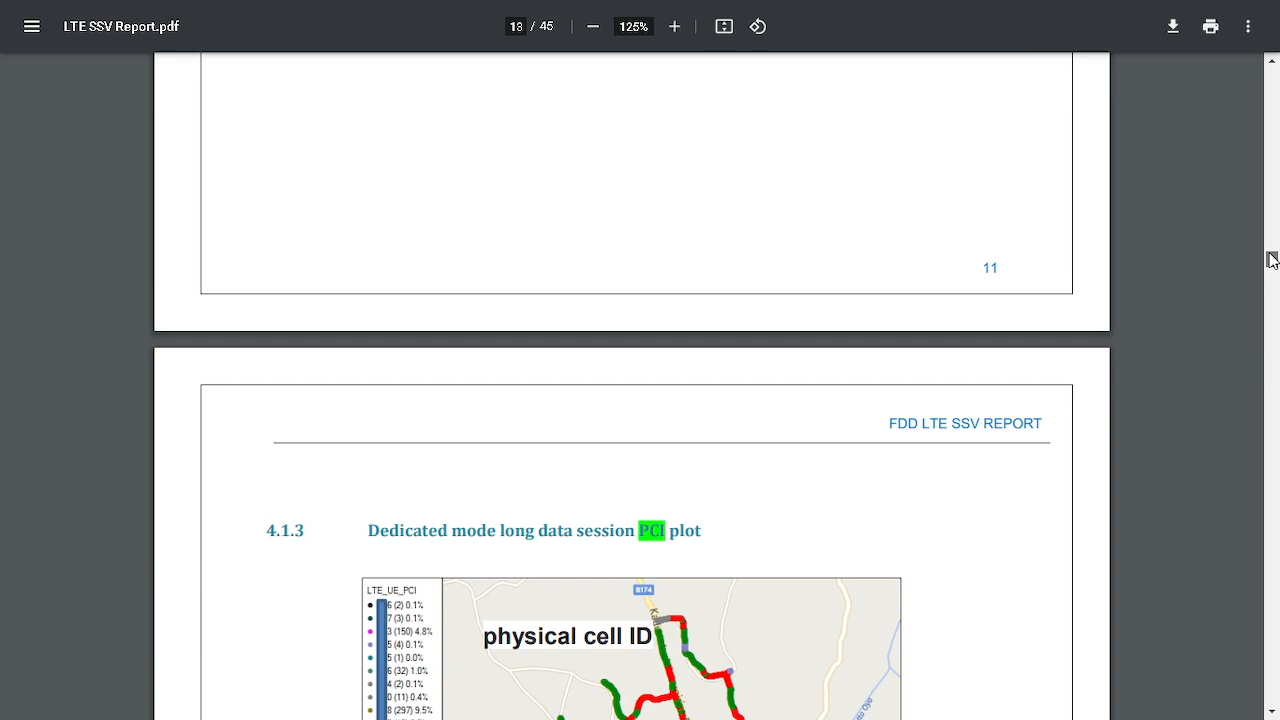 LTE SSV Report.pdf
13 / 45
125%
11
FDD LTE SSV REPORT
4.1.3 Dedicated mode long data session PCI plot
LTE_UE_PCI
B174
6 (2) 0.1%
7 (3) 0.1%
3 (150) 4.8%
physical cell ID
5 (4) 0.1%
5 (1) 0.0%
6 (32) 1.0%
4 (2) 0.1%
0 (11) 0.4%
8 (297) 9.5%